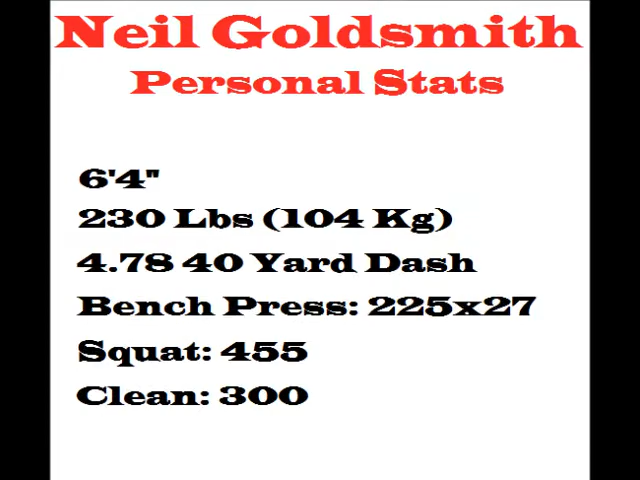 Neil Goldsmith
Personal Stats
6'4"
230 Lbs (104 Kg)
4.78 40 Yard Dash
Bench Press: 225x27
Squat: 455
Clean: 300